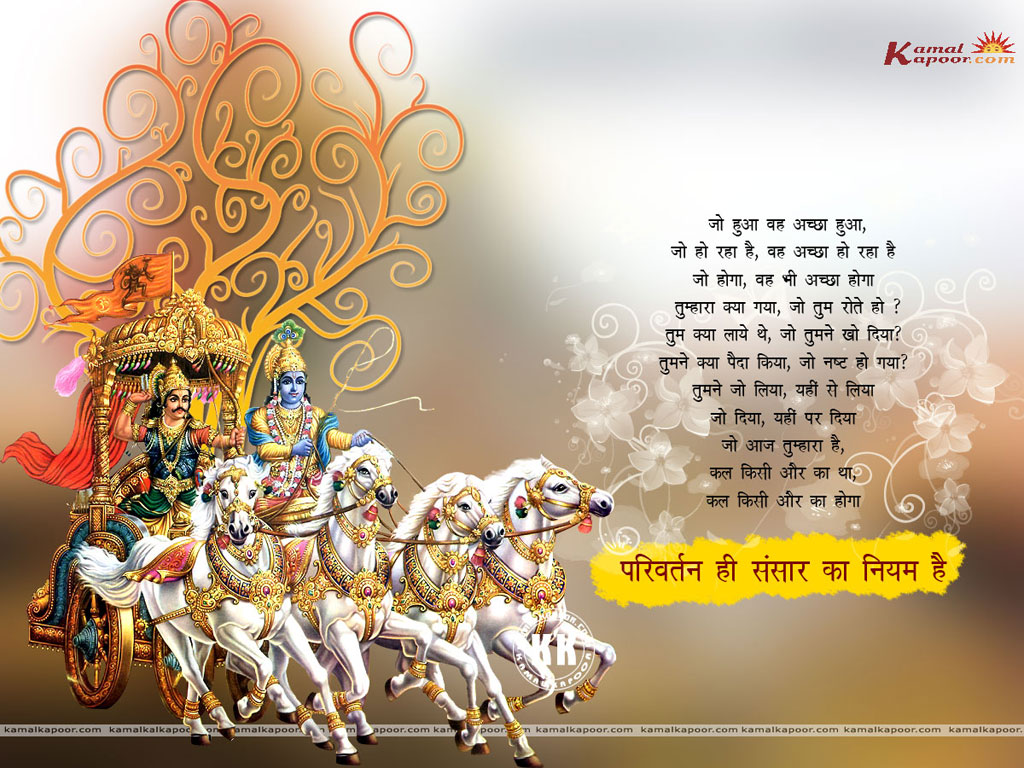 Kamal
Kapoor.com
जो हुआ वह अच्छा हुआ,
जो हो रहा है, वह अच्छा हो रहा है
जो होगा, वह भी अच्छा होगा
तुम्हारा क्या गया, जो तुम रोते हो ?
तुम क्या लाये थे, जो तुमने खो दिया?
तुमने क्या पैदा किया, जो नष्ट हो गया?
तुमने जो लिया, यहीं से लिया
जो दिया, यहीं पर दिया
जो आज तुम्हारा है,
कल किसी और का था,
कल किसी और का होगा
परिवर्तन ही संसार का नियम है
KK
KAMALKAPOOR
kamalkapoor.com kamalkapoor.com kamalkapoor.com kamalkapoor.com kamalkapoor.com kamalkapoor.com kamalkapoor.com kamalkapoor.com kamalkapoor.com kamalkapoor.com